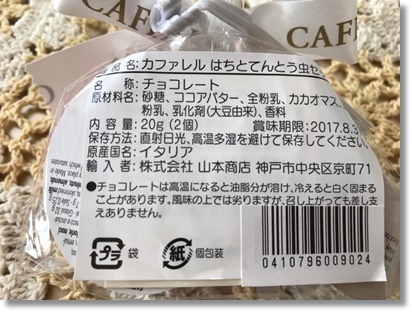 CAFF
品 名: カファレル はちとてんとう虫セ
名 称: チョコレート
原材料名: 砂糖、ココアバター、全粉乳、カカオマス、
粉乳、乳化剤(大豆由来)、香料
内 容 量: 20g (2個) 賞味期限 2017.8.3
保存方法: 直射日光、高温多湿を避けて保存してください。
原産国名: イタリア
輸 入 者: 株式会社 山本商店 神戸市中央区京町71
●チョコレートは高温になると油脂分が溶け、冷えると白く固まる
ことがあります。風味の上では劣りますが、召し上がっても差し支
えありません。
プラ 袋 紙 個包装
0410796009024